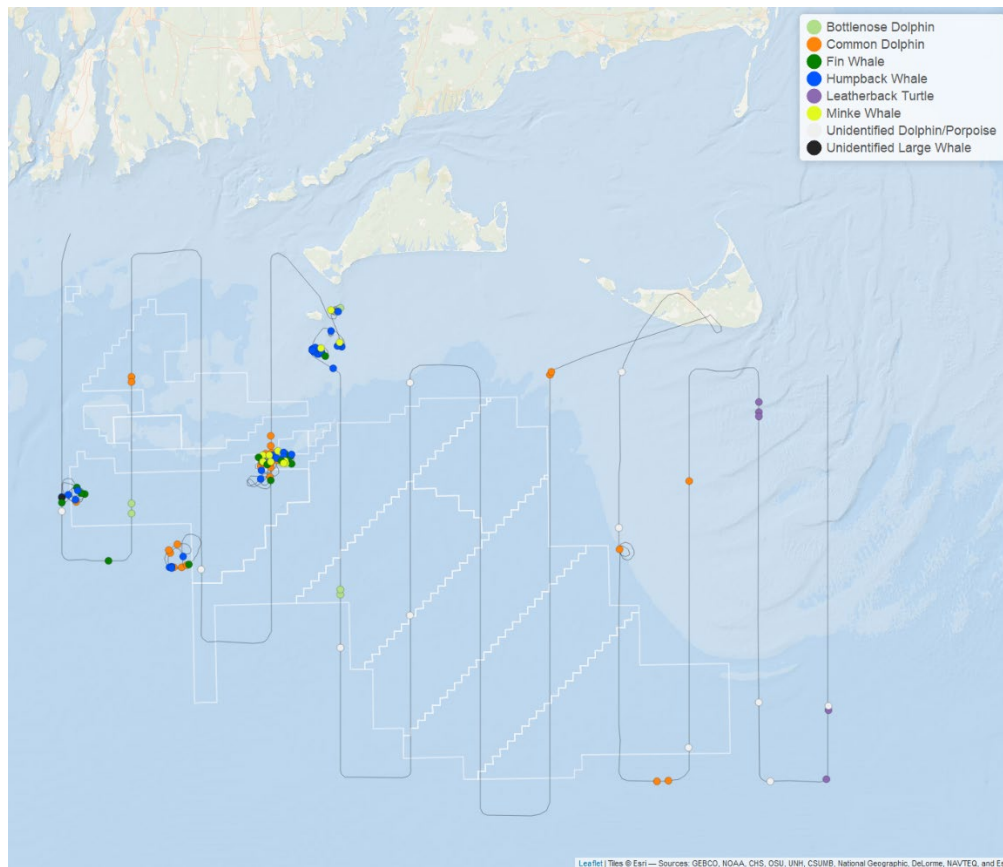 Bottlenose Dolphin
Common Dolphin
Fin Whale
Humpback Whale
Leatherback Turtle
Minke Whale
Unidentified Dolphin/Porpoise
Unidentified Large Whale
Leaflet | Tiles © Esri — Sources: GEBCO, NOAA, CHS, OSU, UNH, CSUMB, National Geographic, DeLorme, NAVTEQ, and Es